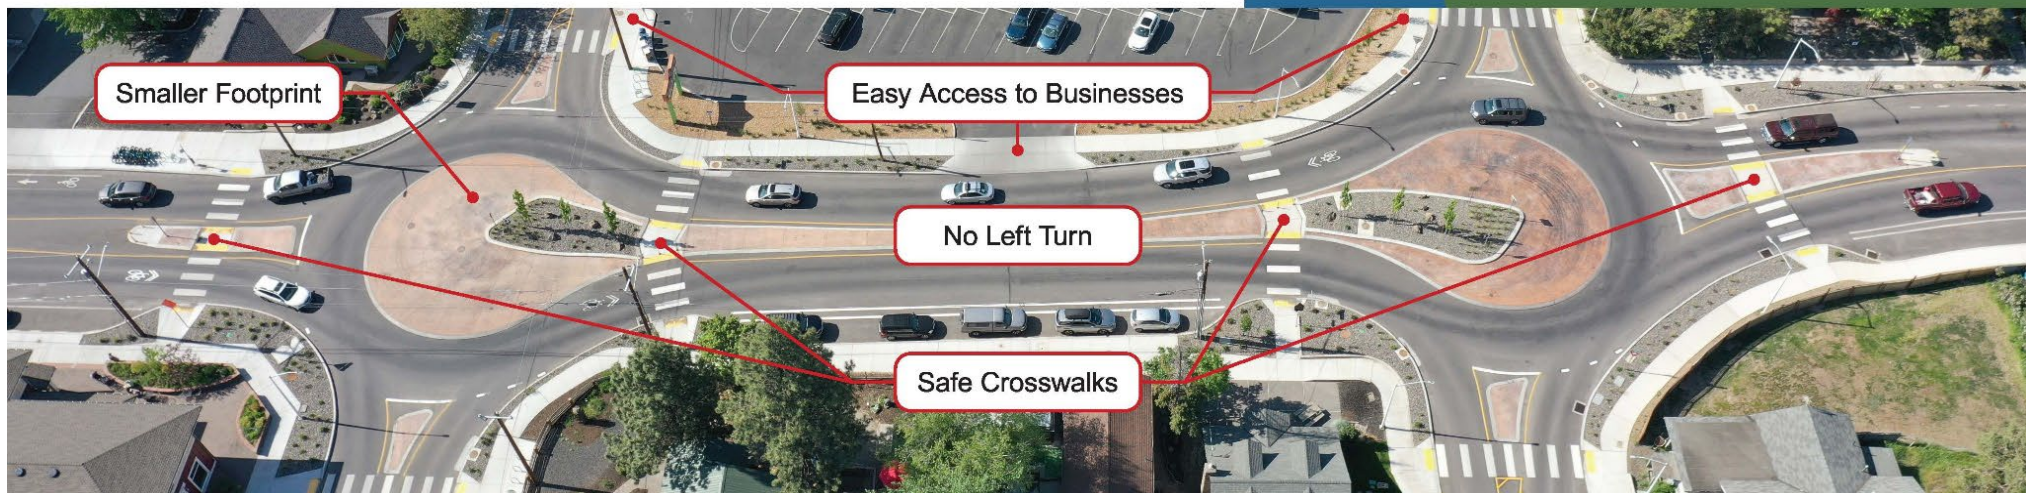 Smaller Footprint
Easy Access to Businesses
No Left Turn
Safe Crosswalks